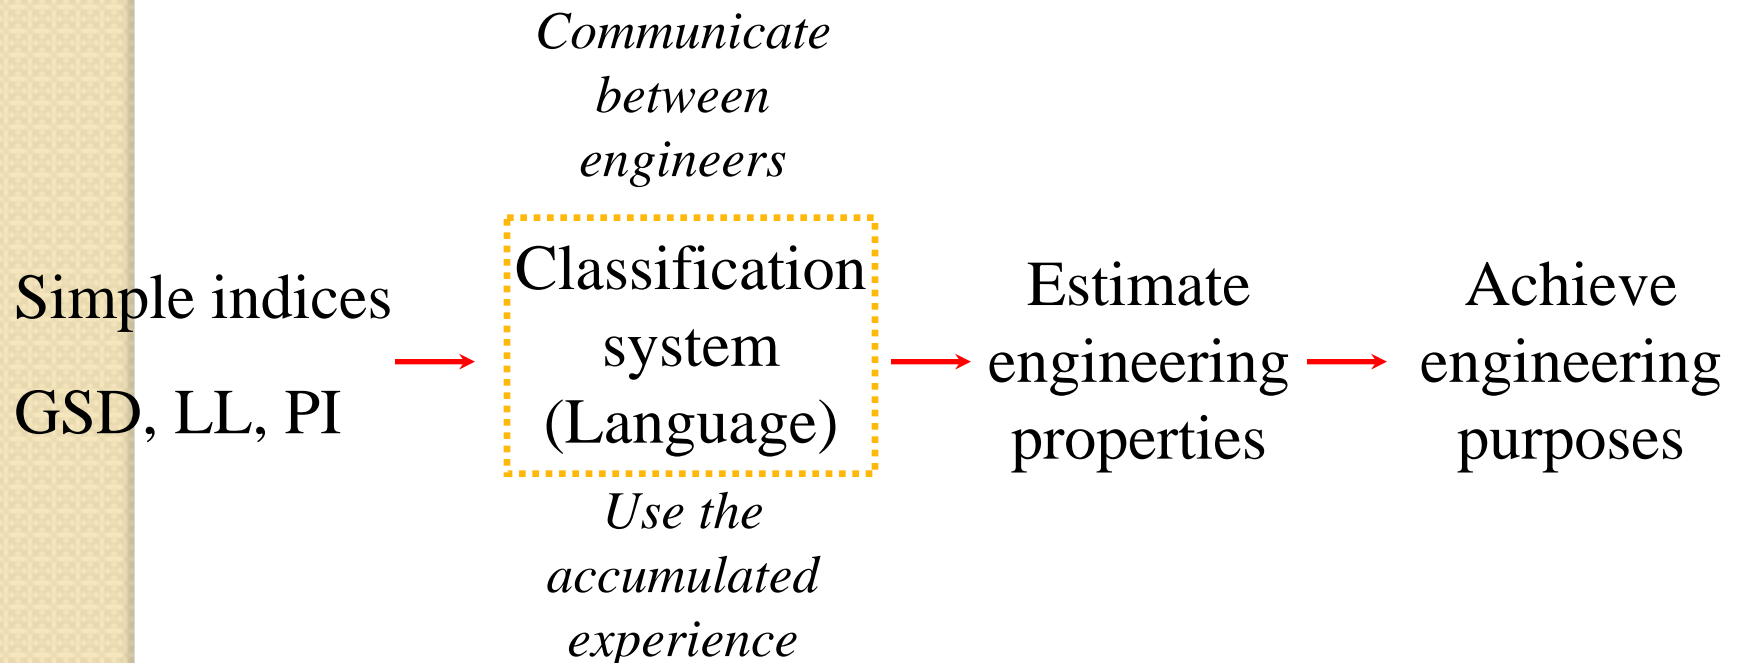 Communicate
between
engineers
Simple indices
GSD, LL, PI
Classification
system
(Language)
Estimate
engineering
properties
Achieve
engineering
purposes
Use the
accumulated
experience